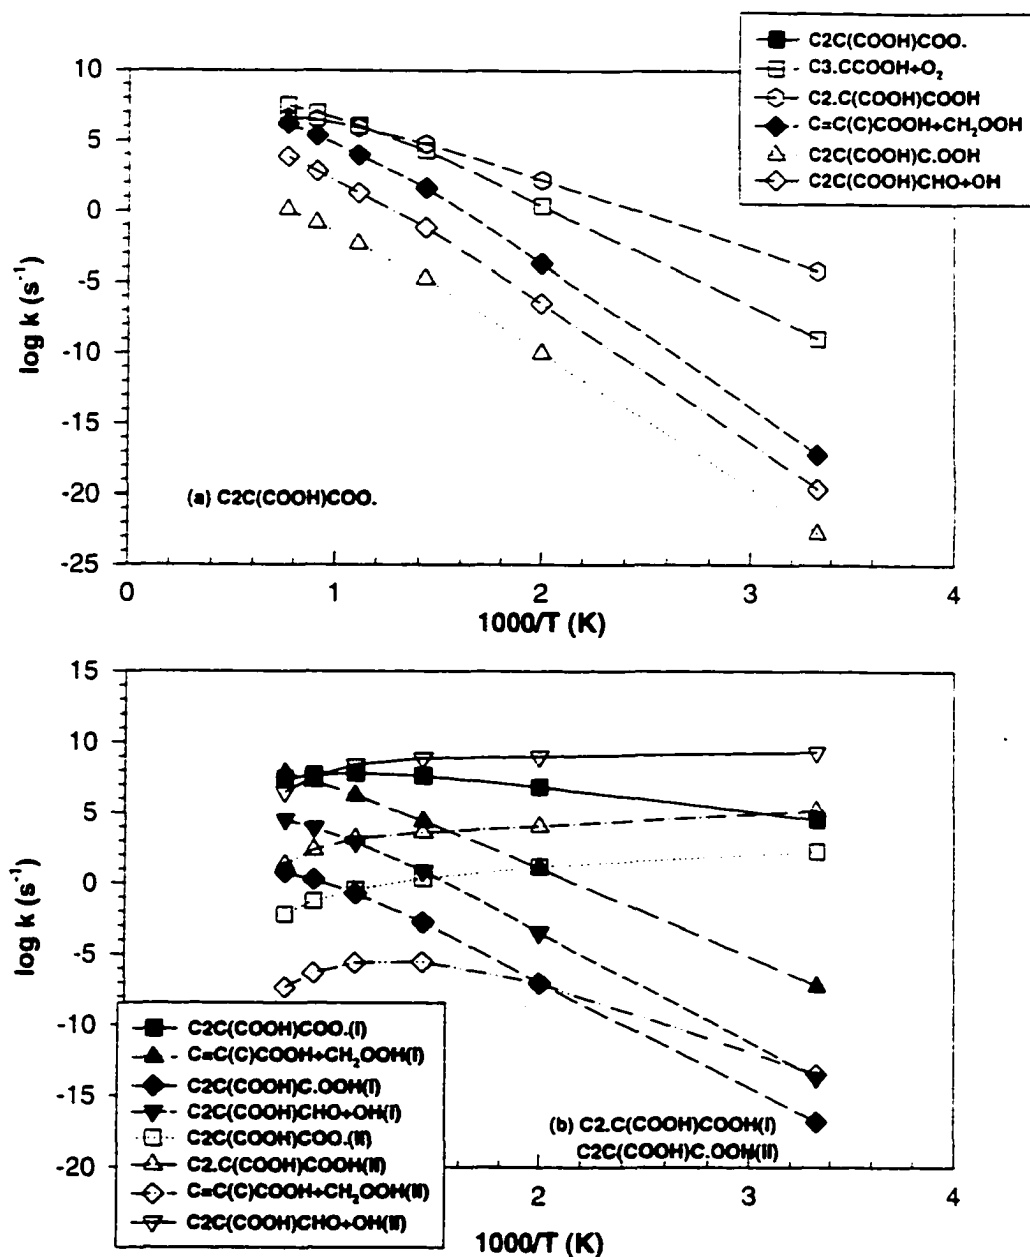 C2C(COOH)COO.
C3.CCOOH+O2
C2.C(COOH)COOH
C=C(C)COOH+CH2OOH
C2C(COOH)C.OOH
C2C(COOH)CHO+OH
10
5
0
-5
-10
-15
-20
-25
log k (s-1)
(a) C2C(COOH)COO.
0
1
2
3
4
1000/T (K)
15
10
5
0
-5
-10
-15
-20
log k (s-1)
C2C(COOH)COO.(I)
C=C(C)COOH+CH2OOH(I)
C2C(COOH)C.OOH(I)
C2C(COOH)CHO+OH(I)
C2C(COOH)COO.(II)
C2.C(COOH)COOH(II)
C=C(C)COOH+CH2OOH(II)
C2C(COOH)CHO+OH(II)
(b) C2.C(COOH)COOH(I)
C2C(COOH)C.OOH(II)
2
3
4
1000/T (K)